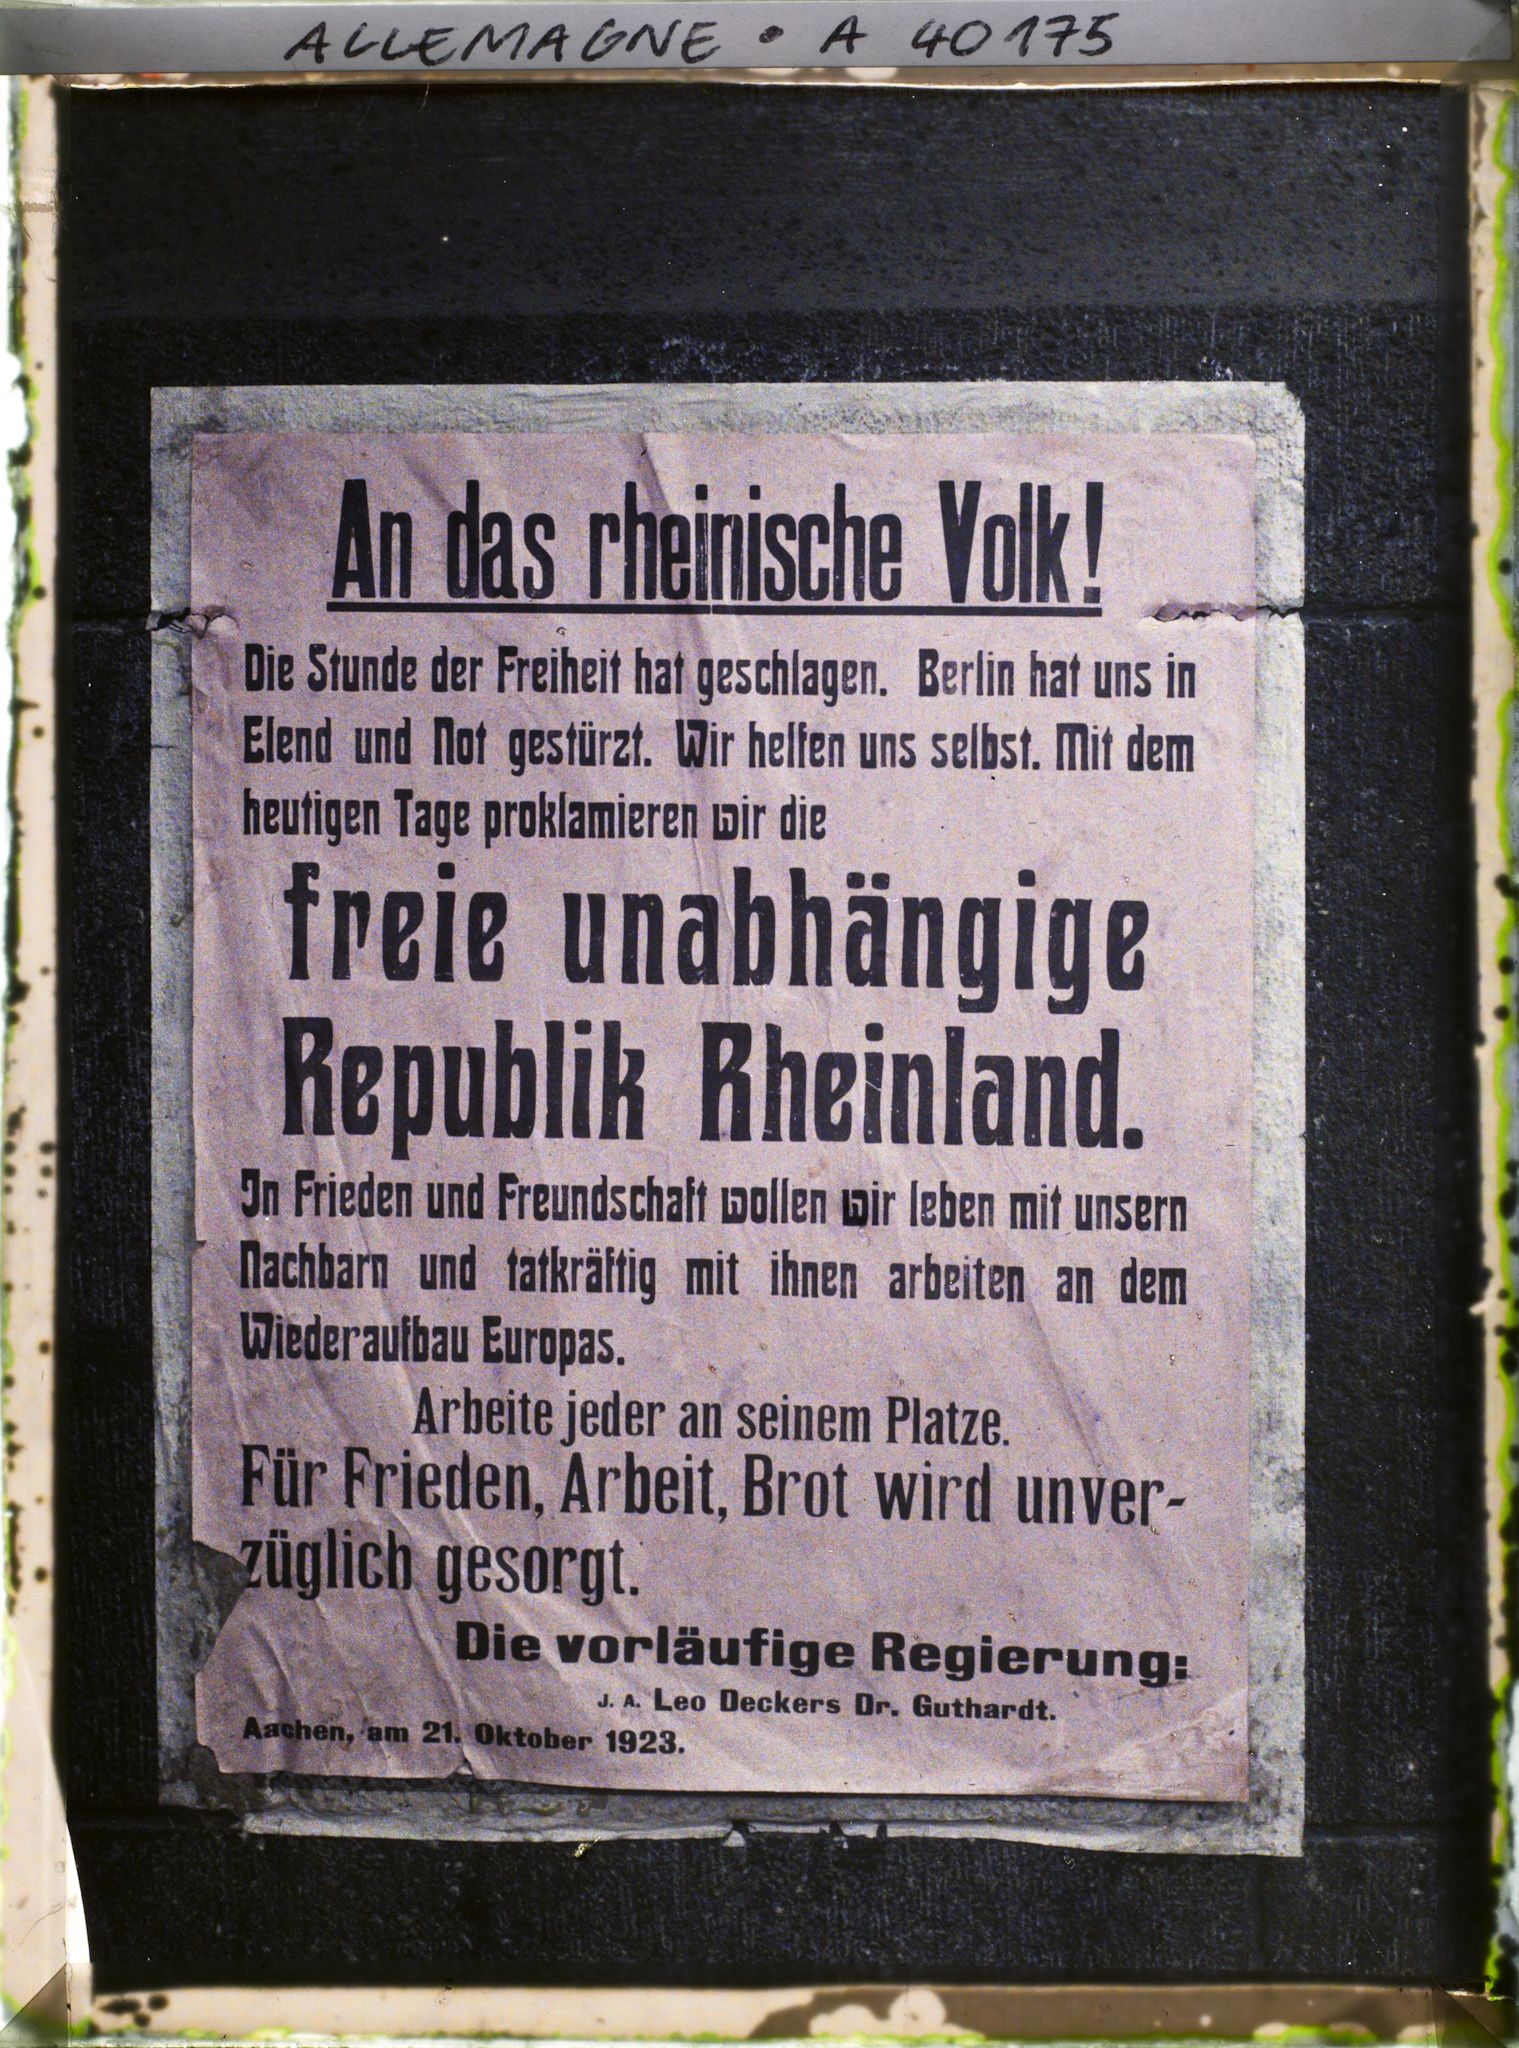 ALLEMAGNE • A 40175
An das rheinische Volk!
Die Stunde der Freiheit hat geschlagen. Berlin hat uns in
Elend und Not gestürzt. Wir helfen uns selbst. Mit dem
heutigen Tage proklamieren wir die
freie unabhängige
Republik Rheinland.
In Frieden und Freundschaft wollen wir leben mit unsern
Nachbarn und tatkräftig mit ihnen arbeiten an dem
Wiederaufbau Europas.
Arbeite jeder an seinem Platze.
Für Frieden, Arbeit, Brot wird unver-
züglich gesorgt.
Die vorläufige Regierung:
J. A. Leo Deckers Dr. Guthardt.
Aachen, am 21. Oktober 1923.